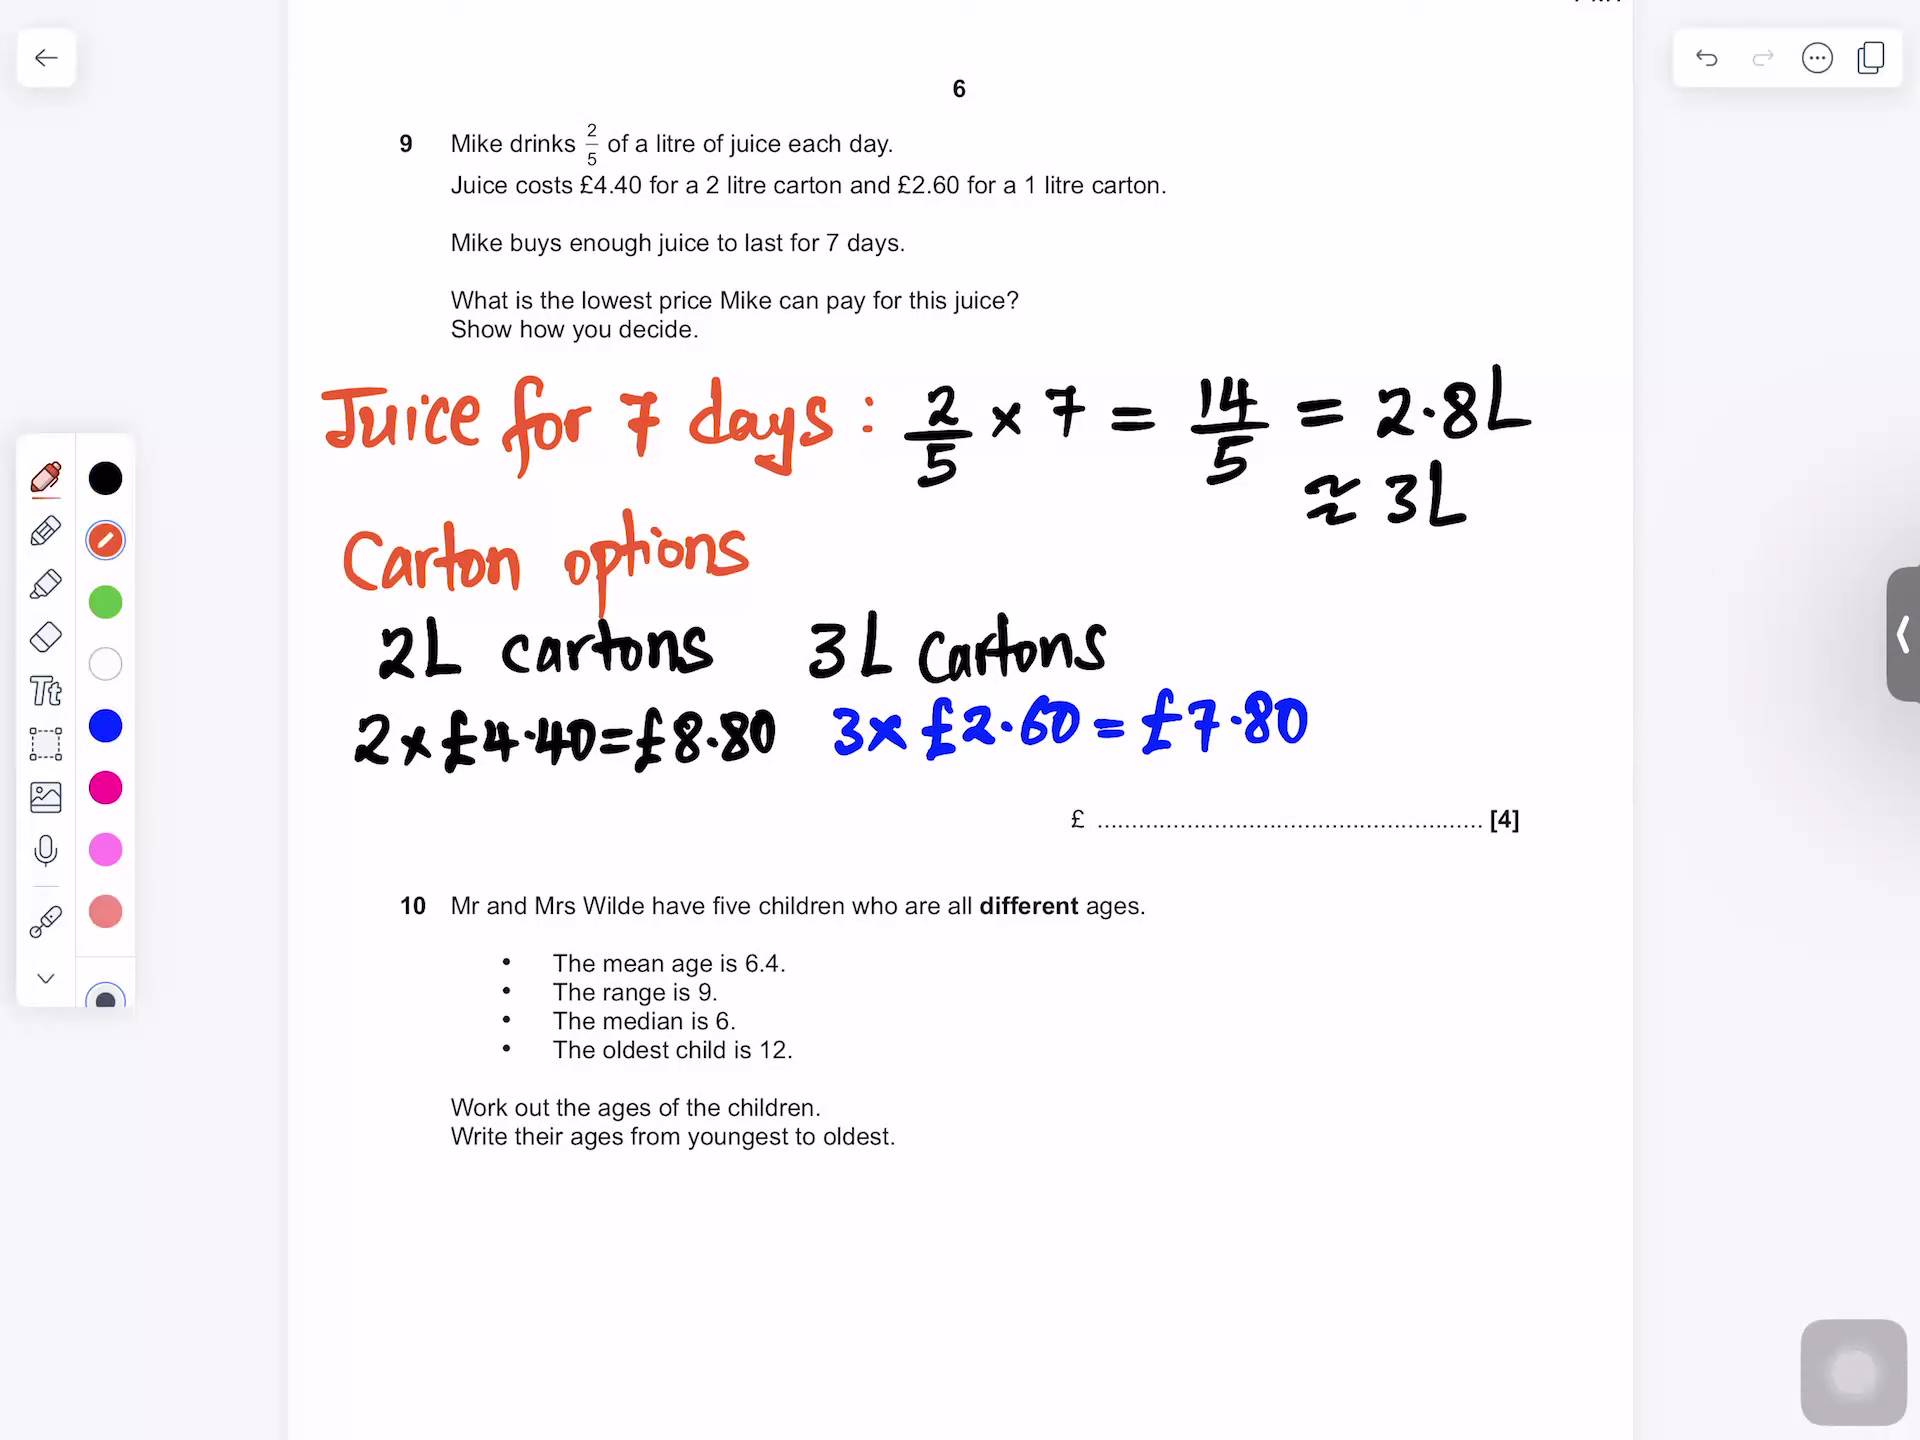 6
9 Mike drinks 2/5 of a litre of juice each day.
Juice costs £4.40 for a 2 litre carton and £2.60 for a 1 litre carton.
Mike buys enough juice to last for 7 days.
What is the lowest price Mike can pay for this juice?
Show how you decide.
Juice for 7 days : 2/5 × 7 = 14/5 = 2.8L
≈ 3L
Carton options
2L cartons 3L Cartons
2 × £4.40 = £8.80 3 × £2.60 = £7.80
£ ........................................................ [4]
10 Mr and Mrs Wilde have five children who are all different ages.
• The mean age is 6.4.
• The range is 9.
• The median is 6.
• The oldest child is 12.
Work out the ages of the children.
Write their ages from youngest to oldest.
Tt